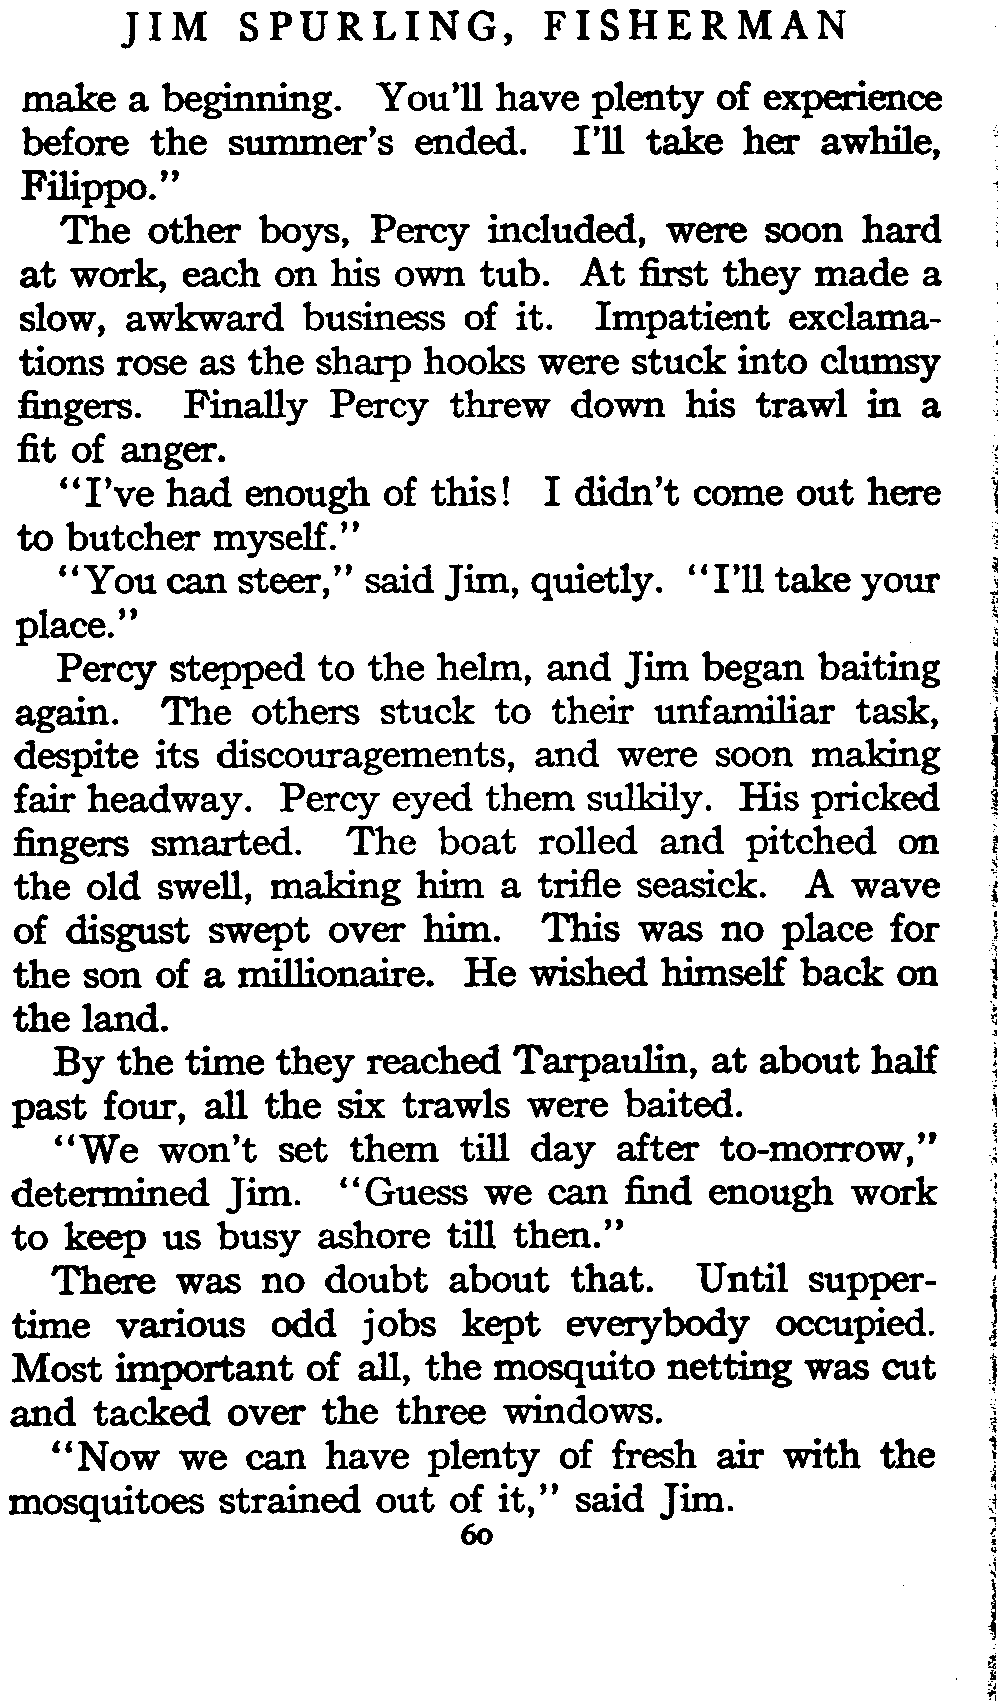 JIM SPURLING, FISHERMAN
make a beginning. You'll have plenty of experience
before the summer's ended. I'll take her awhile,
Filippo."
The other boys, Percy included, were soon hard
at work, each on his own tub. At first they made a
slow, awkward business of it. Impatient exclama-
tions rose as the sharp hooks were stuck into clumsy
fingers. Finally Percy threw down his trawl in a
fit of anger.
"I've had enough of this! I didn't come out here
to butcher myself."
"You can steer," said Jim, quietly. "I'll take your
place."
Percy stepped to the helm, and Jim began baiting
again. The others stuck to their unfamiliar task,
despite its discouragements, and were soon making
fair headway. Percy eyed them sulkily. His pricked
fingers smarted. The boat rolled and pitched on
the old swell, making him a trifle seasick. A wave
of disgust swept over him. This was no place for
the son of a millionaire. He wished himself back on
the land.
By the time they reached Tarpaulin, at about half
past four, all the six trawls were baited.
"We won't set them till day after to-morrow,"
determined Jim. "Guess we can find enough work
to keep us busy ashore till then."
There was no doubt about that. Until supper-
time various odd jobs kept everybody occupied.
Most important of all, the mosquito netting was cut
and tacked over the three windows.
"Now we can have plenty of fresh air with the
mosquitoes strained out of it," said Jim.
60